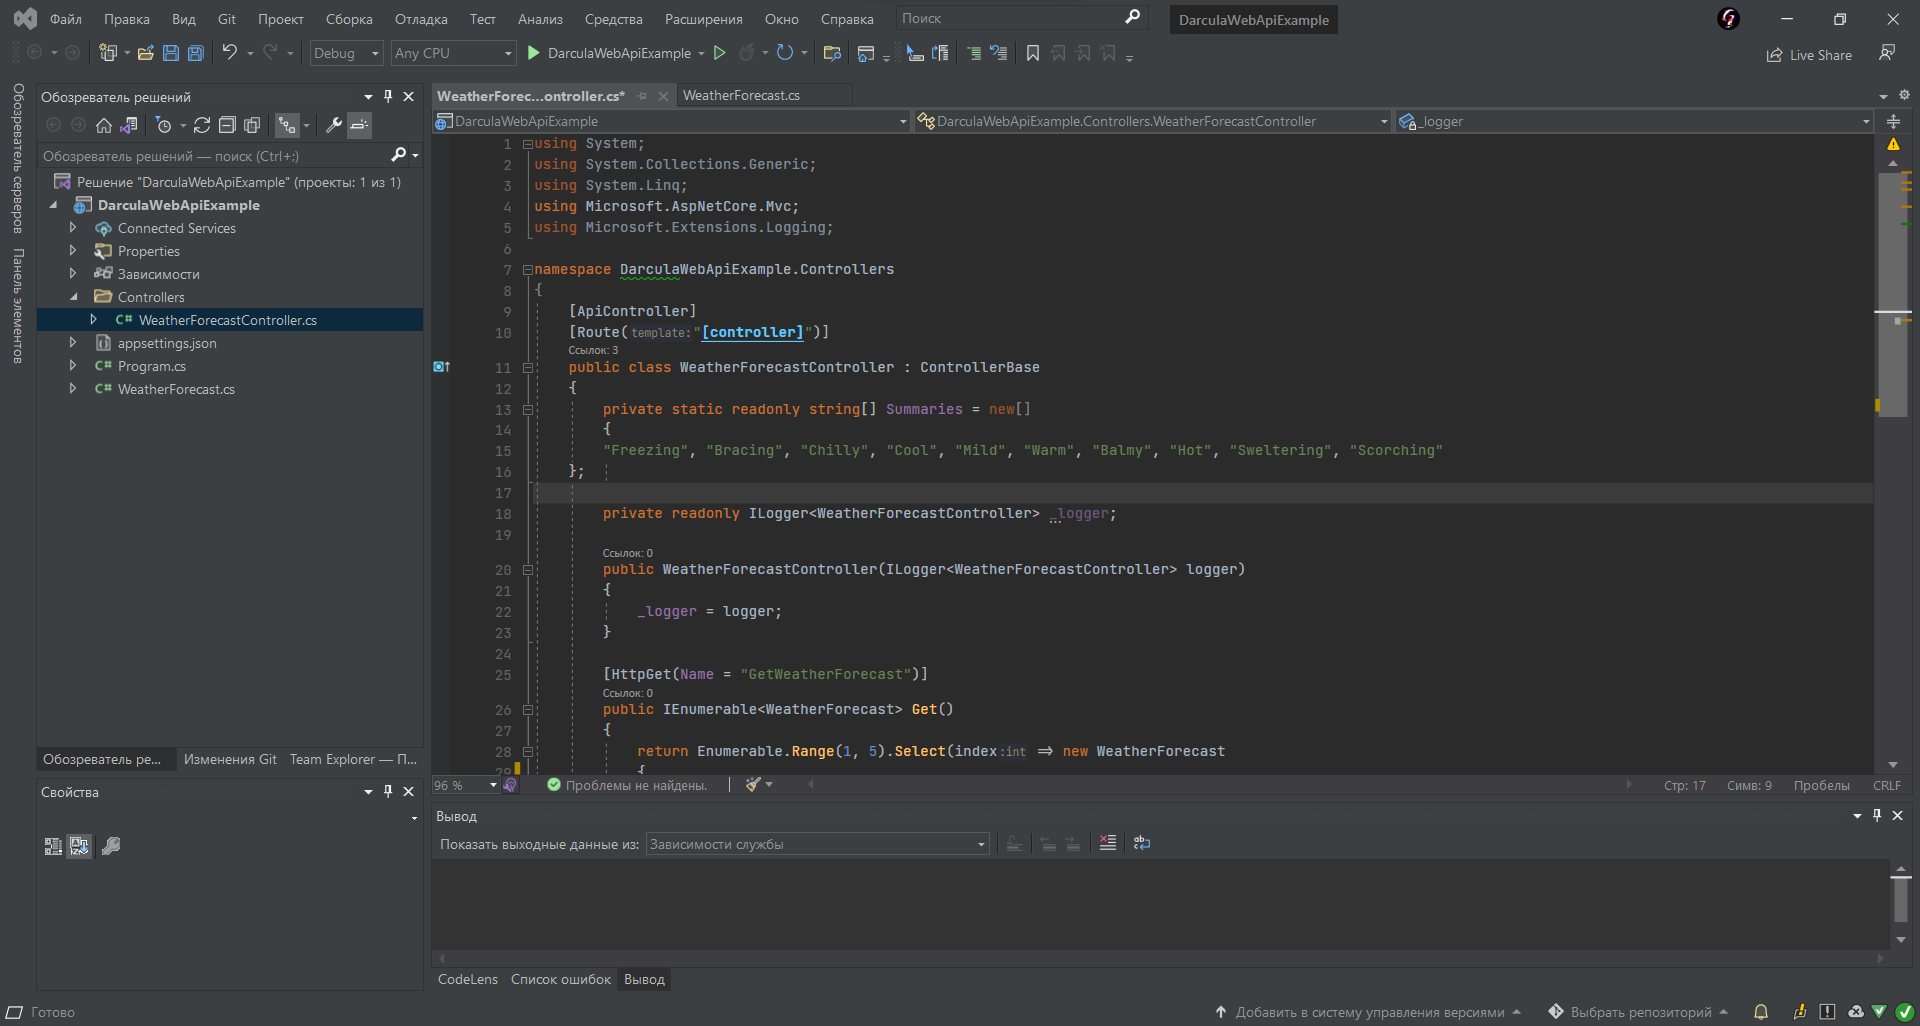 Файл Правка Вид Git Проект Сборка Отладка Тест Анализ Средства Расширения Окно Справка Поиск DarculaWebApiExample
Debug Any CPU DarculaWebApiExample Live Share
Обозреватель серверов
Панель элементов
Обозреватель решений
Обозреватель решений — поиск (Ctrl+;)
Решение "DarculaWebApiExample" (проекты: 1 из 1)
DarculaWebApiExample
Connected Services
Properties
Зависимости
Controllers
C# WeatherForecastController.cs
appsettings.json
C# Program.cs
C# WeatherForecast.cs
Обозреватель ре... Изменения Git Team Explorer — П...
Свойства
WeatherForec...ontroller.cs* WeatherForecast.cs
DarculaWebApiExample DarculaWebApiExample.Controllers.WeatherForecastController _logger
1 using System;
2 using System.Collections.Generic;
3 using System.Linq;
4 using Microsoft.AspNetCore.Mvc;
5 using Microsoft.Extensions.Logging;
6
7 namespace DarculaWebApiExample.Controllers
8 {
9 [ApiController]
10 [Route(template:"[controller]")]
Ссылок: 3
11 public class WeatherForecastController : ControllerBase
12 {
13 private static readonly string[] Summaries = new[]
14 {
15 "Freezing", "Bracing", "Chilly", "Cool", "Mild", "Warm", "Balmy", "Hot", "Sweltering", "Scorching"
16 };
17
18 private readonly ILogger<WeatherForecastController> _logger;
19
Ссылок: 0
20 public WeatherForecastController(ILogger<WeatherForecastController> logger)
21 {
22 _logger = logger;
23 }
24
25 [HttpGet(Name = "GetWeatherForecast")]
Ссылок: 0
26 public IEnumerable<WeatherForecast> Get()
27 {
28 return Enumerable.Range(1, 5).Select(index:int => new WeatherForecast
29 {
96 % Проблемы не найдены. Стр: 17 Симв: 9 Пробелы CRLF
Вывод
Показать выходные данные из: Зависимости службы
CodeLens Список ошибок Вывод
Готово Добавить в систему управления версиями Выбрать репозиторий